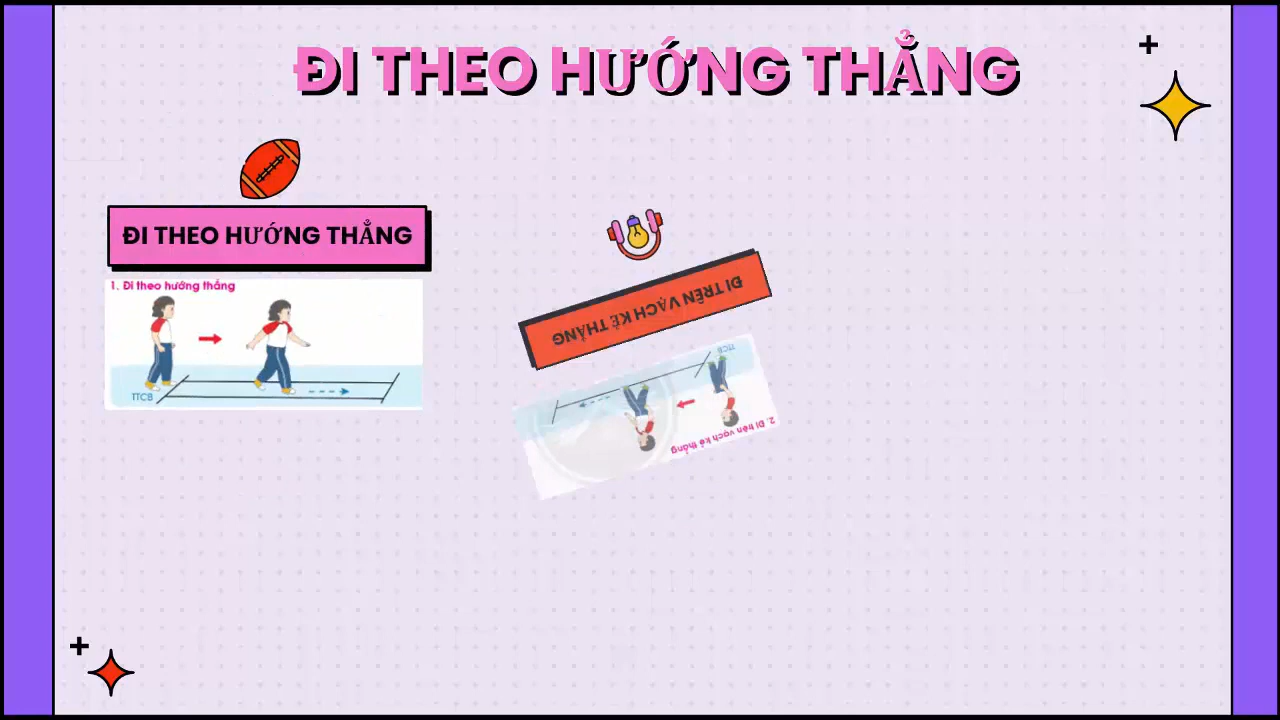 ĐI THEO HƯỚNG THẲNG
ĐI THEO HƯỚNG THẲNG
1. Đi theo hướng thẳng
TTCB
ĐI TRÊN VẠCH KẺ THẲNG
2. Đi trên vạch kẻ thẳng
TTCB